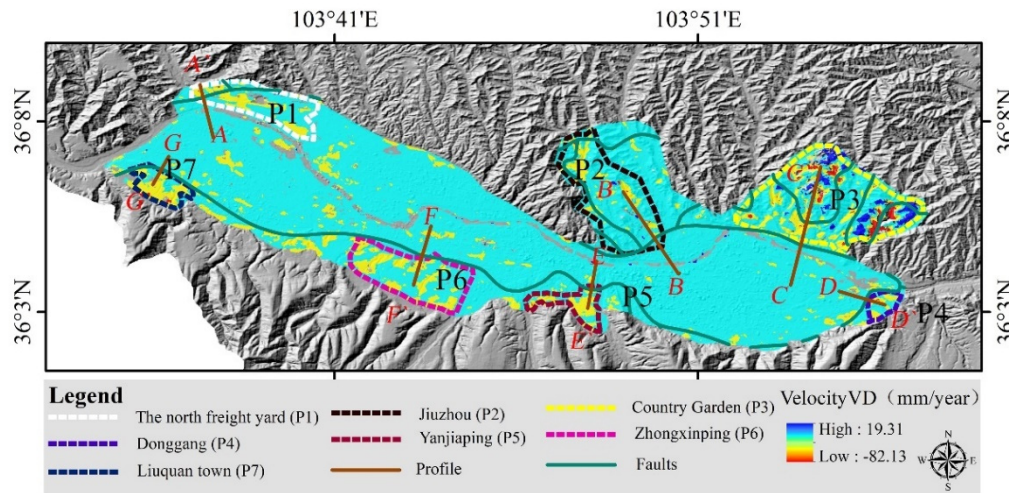 103°41'E 103°51'E
36°8'N 36°8'N
A' P1 A
G P7 G'
P2 B' B
C' P3 C
F P6 F'
E P5 E'
D P4 D'
36°3'N 36°3'N
Legend
The north freight yard (P1) Jiuzhou (P2) Country Garden (P3)
Donggang (P4) Yanjiaping (P5) Zhongxinping (P6)
Liuquan town (P7) Profile Faults
VelocityVD（mm/year）
High : 19.31
Low : -82.13
N
W E
S